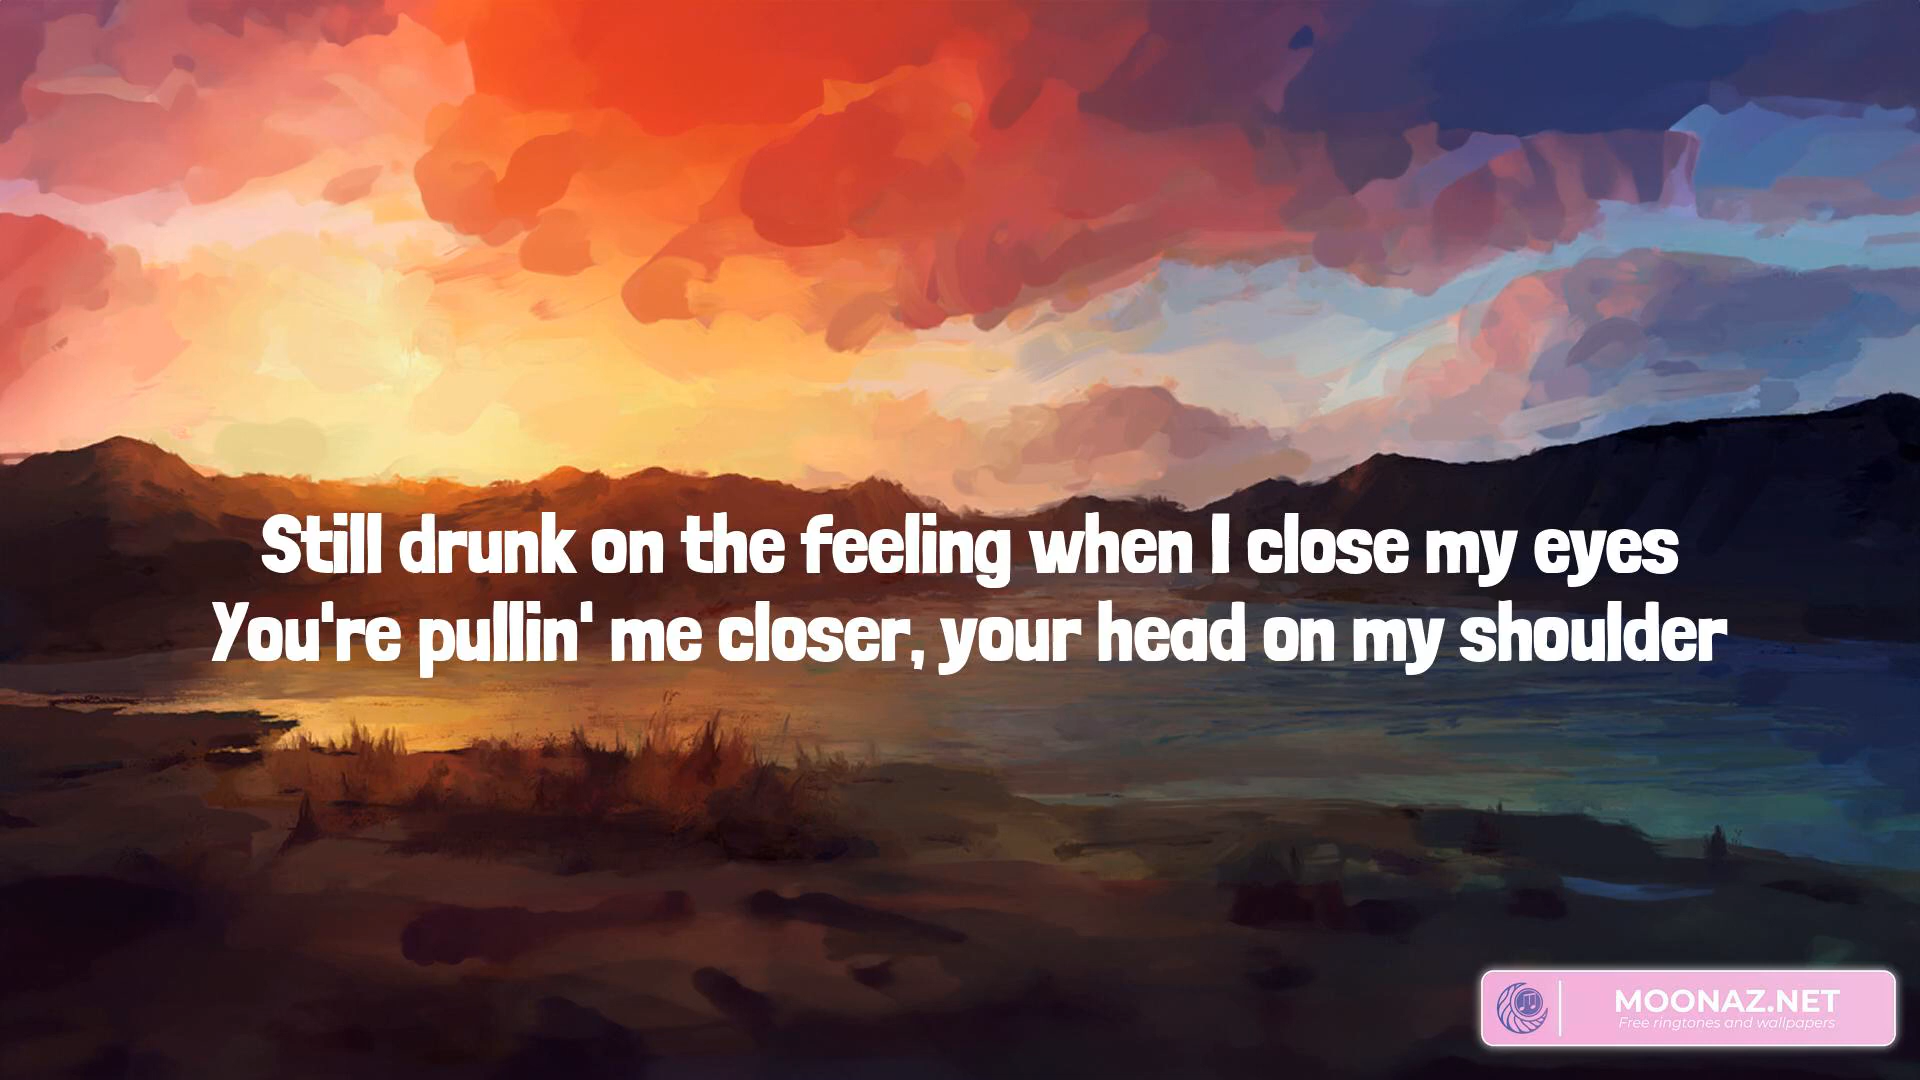 Still drunk on the feeling when I close my eyes
You're pullin' me closer, your head on my shoulder
MOONAZ.NET
Free ringtones and wallpapers